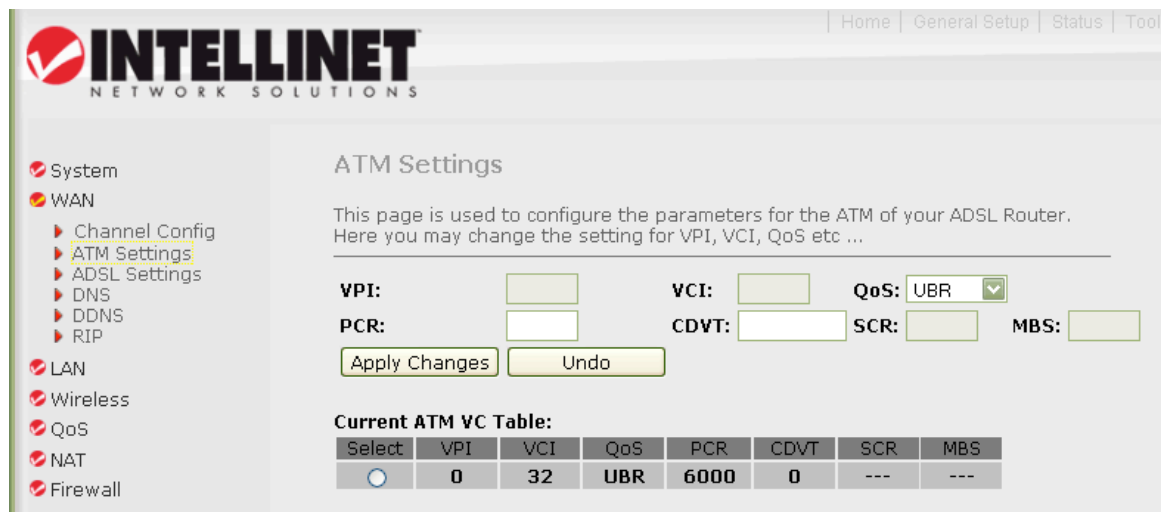 Home | General Setup | Status | Tool
INTELLINET
NETWORK SOLUTIONS
System
WAN
Channel Config
ATM Settings
ADSL Settings
DNS
DDNS
RIP
LAN
Wireless
QoS
NAT
Firewall
ATM Settings
This page is used to configure the parameters for the ATM of your ADSL Router.
Here you may change the setting for VPI, VCI, QoS etc ...
VPI: VCI: QoS: UBR
PCR: CDVT: SCR: MBS:
Apply Changes Undo
Current ATM VC Table:
Select VPI VCI QoS PCR CDVT SCR MBS
0 32 UBR 6000 0 --- ---